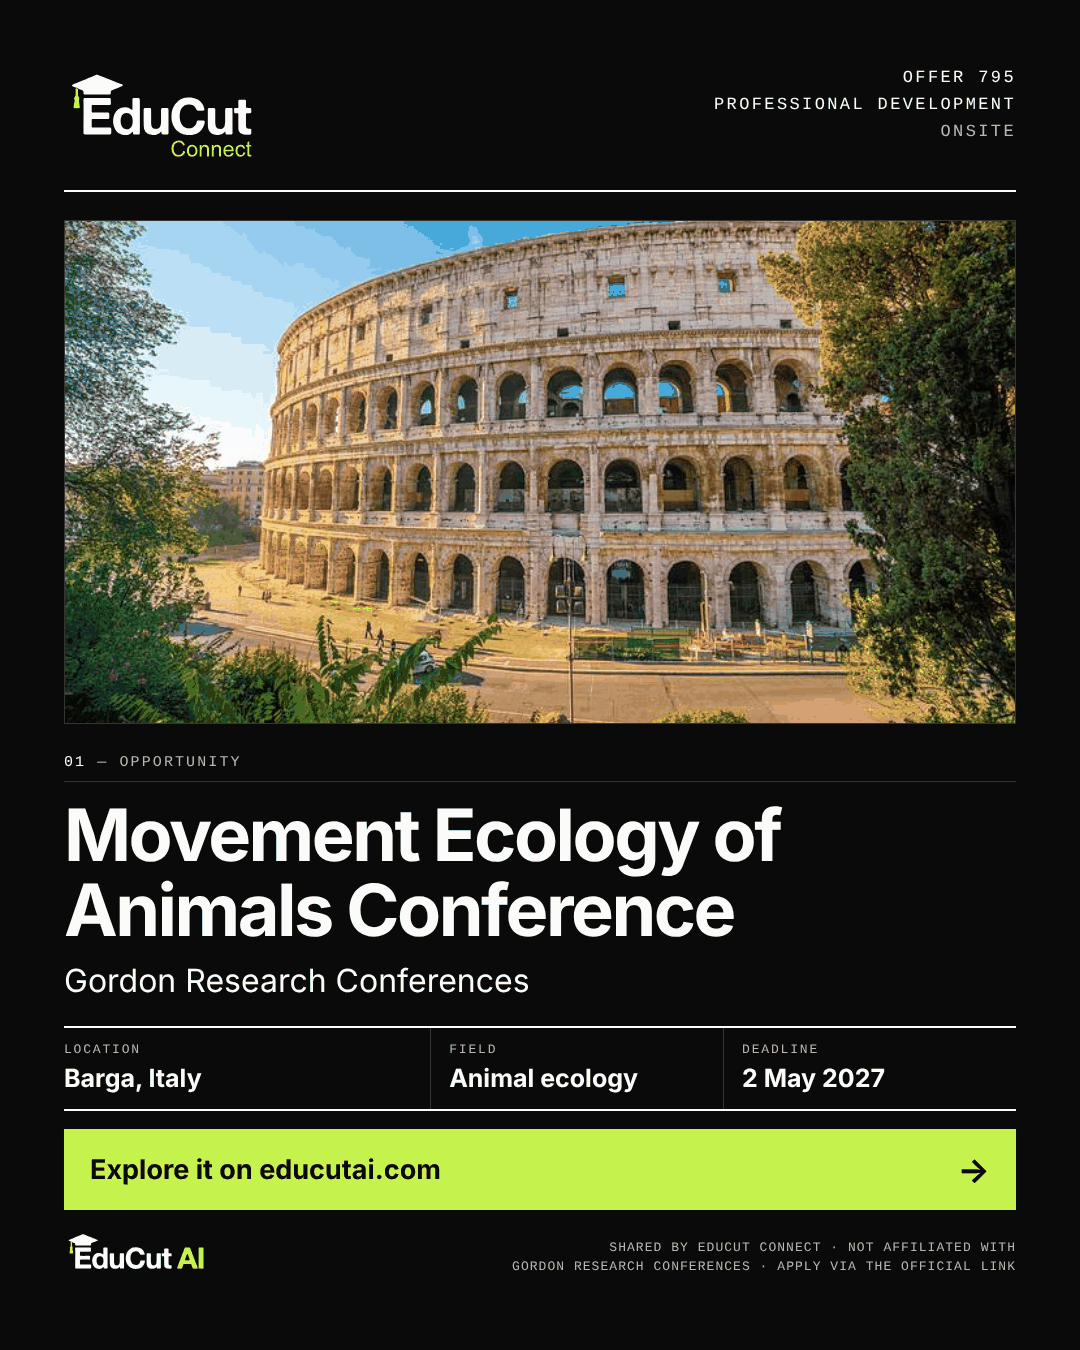 EduCut
Connect
OFFER 795
PROFESSIONAL DEVELOPMENT
ONSITE
01 — OPPORTUNITY
Movement Ecology of
Animals Conference
Gordon Research Conferences
LOCATION
Barga, Italy
FIELD
Animal ecology
DEADLINE
2 May 2027
Explore it on educutai.com →
EduCut AI
SHARED BY EDUCUT CONNECT · NOT AFFILIATED WITH
GORDON RESEARCH CONFERENCES · APPLY VIA THE OFFICIAL LINK